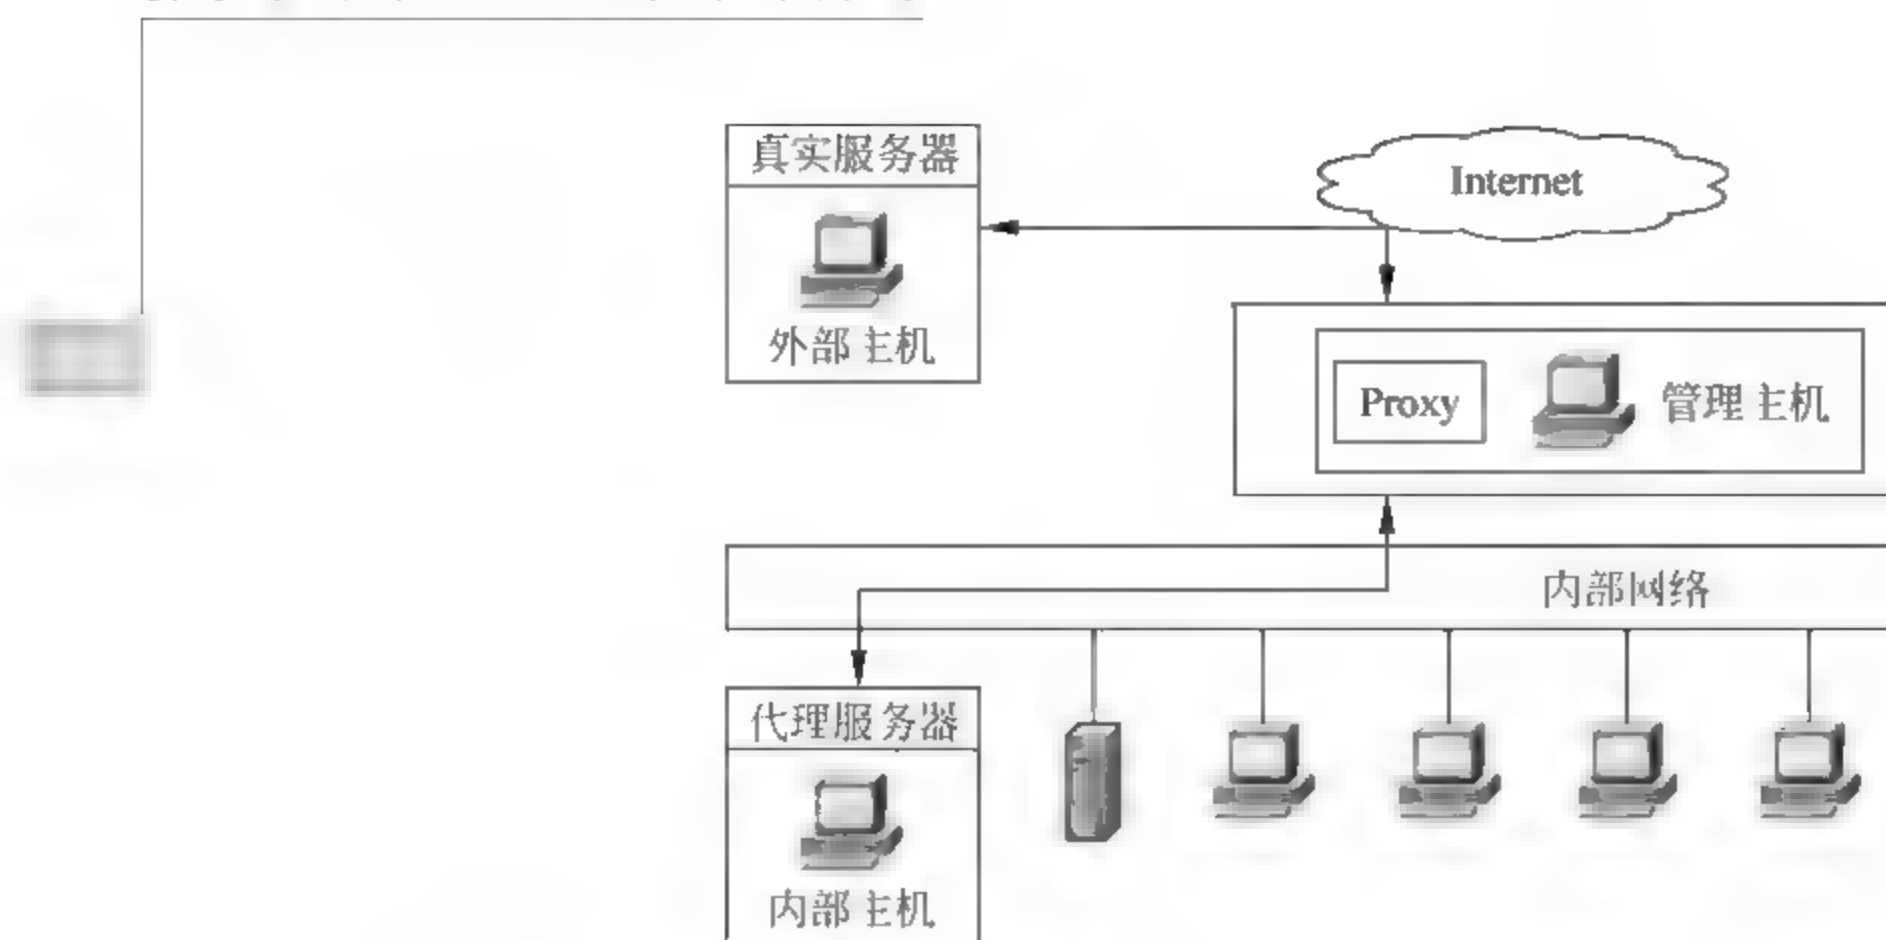 真实服务器
Internet
外部主机
Proxy
管理主机
内部网络
代理服务器
内部主机